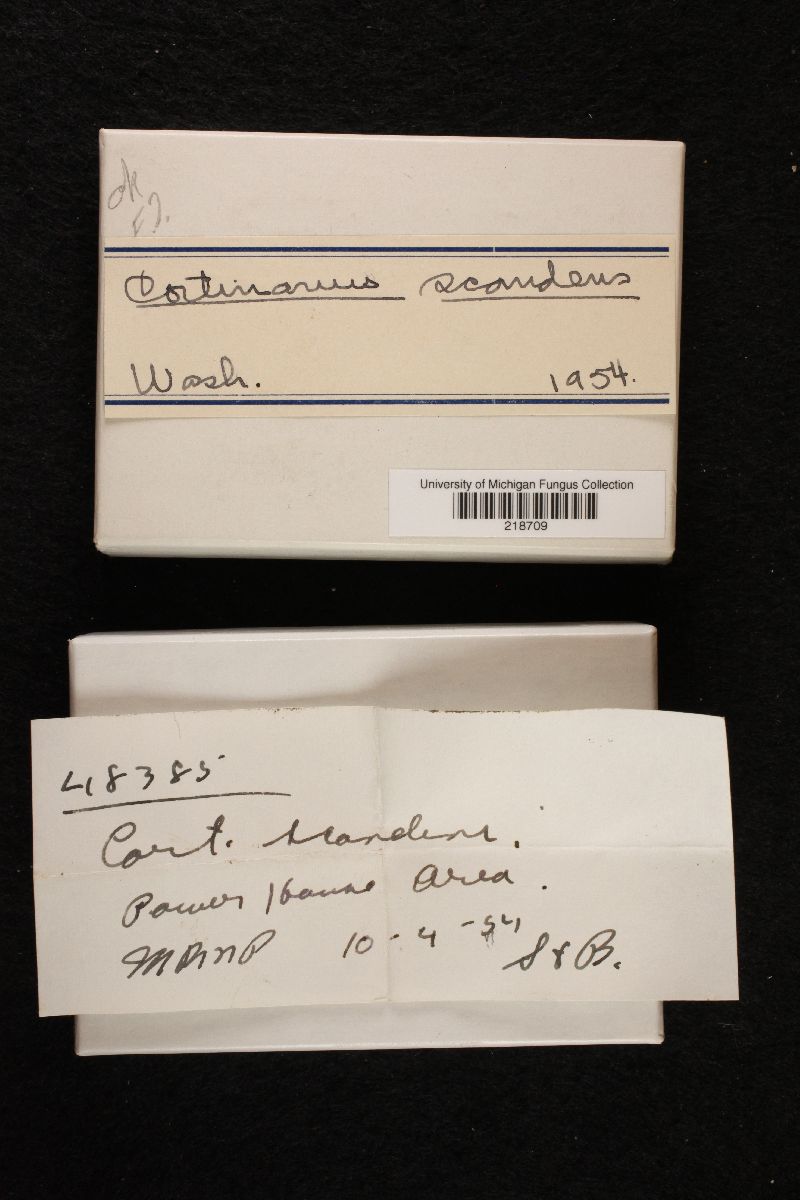 ok
Cortinarius scandens
Wash. 1954.
University of Michigan Fungus Collection
218709
48385
Cort. scandens.
Power House Area.
MRNP 10-4-54 S & B.